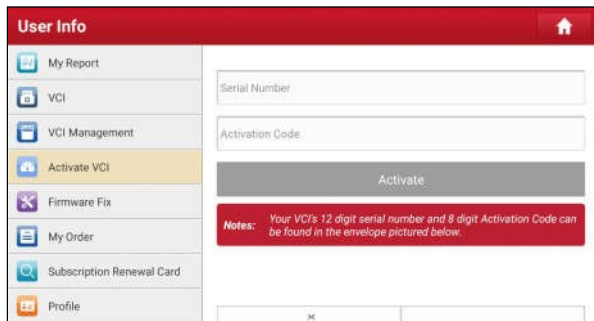 User Info
My Report
VCI
VCI Management
Activate VCI
Firmware Fix
My Order
Subscription Renewal Card
Profile
Serial Number
Activation Code
Activate
Notes: Your VCI's 12 digit serial number and 8 digit Activation Code can
be found in the envelope pictured below.